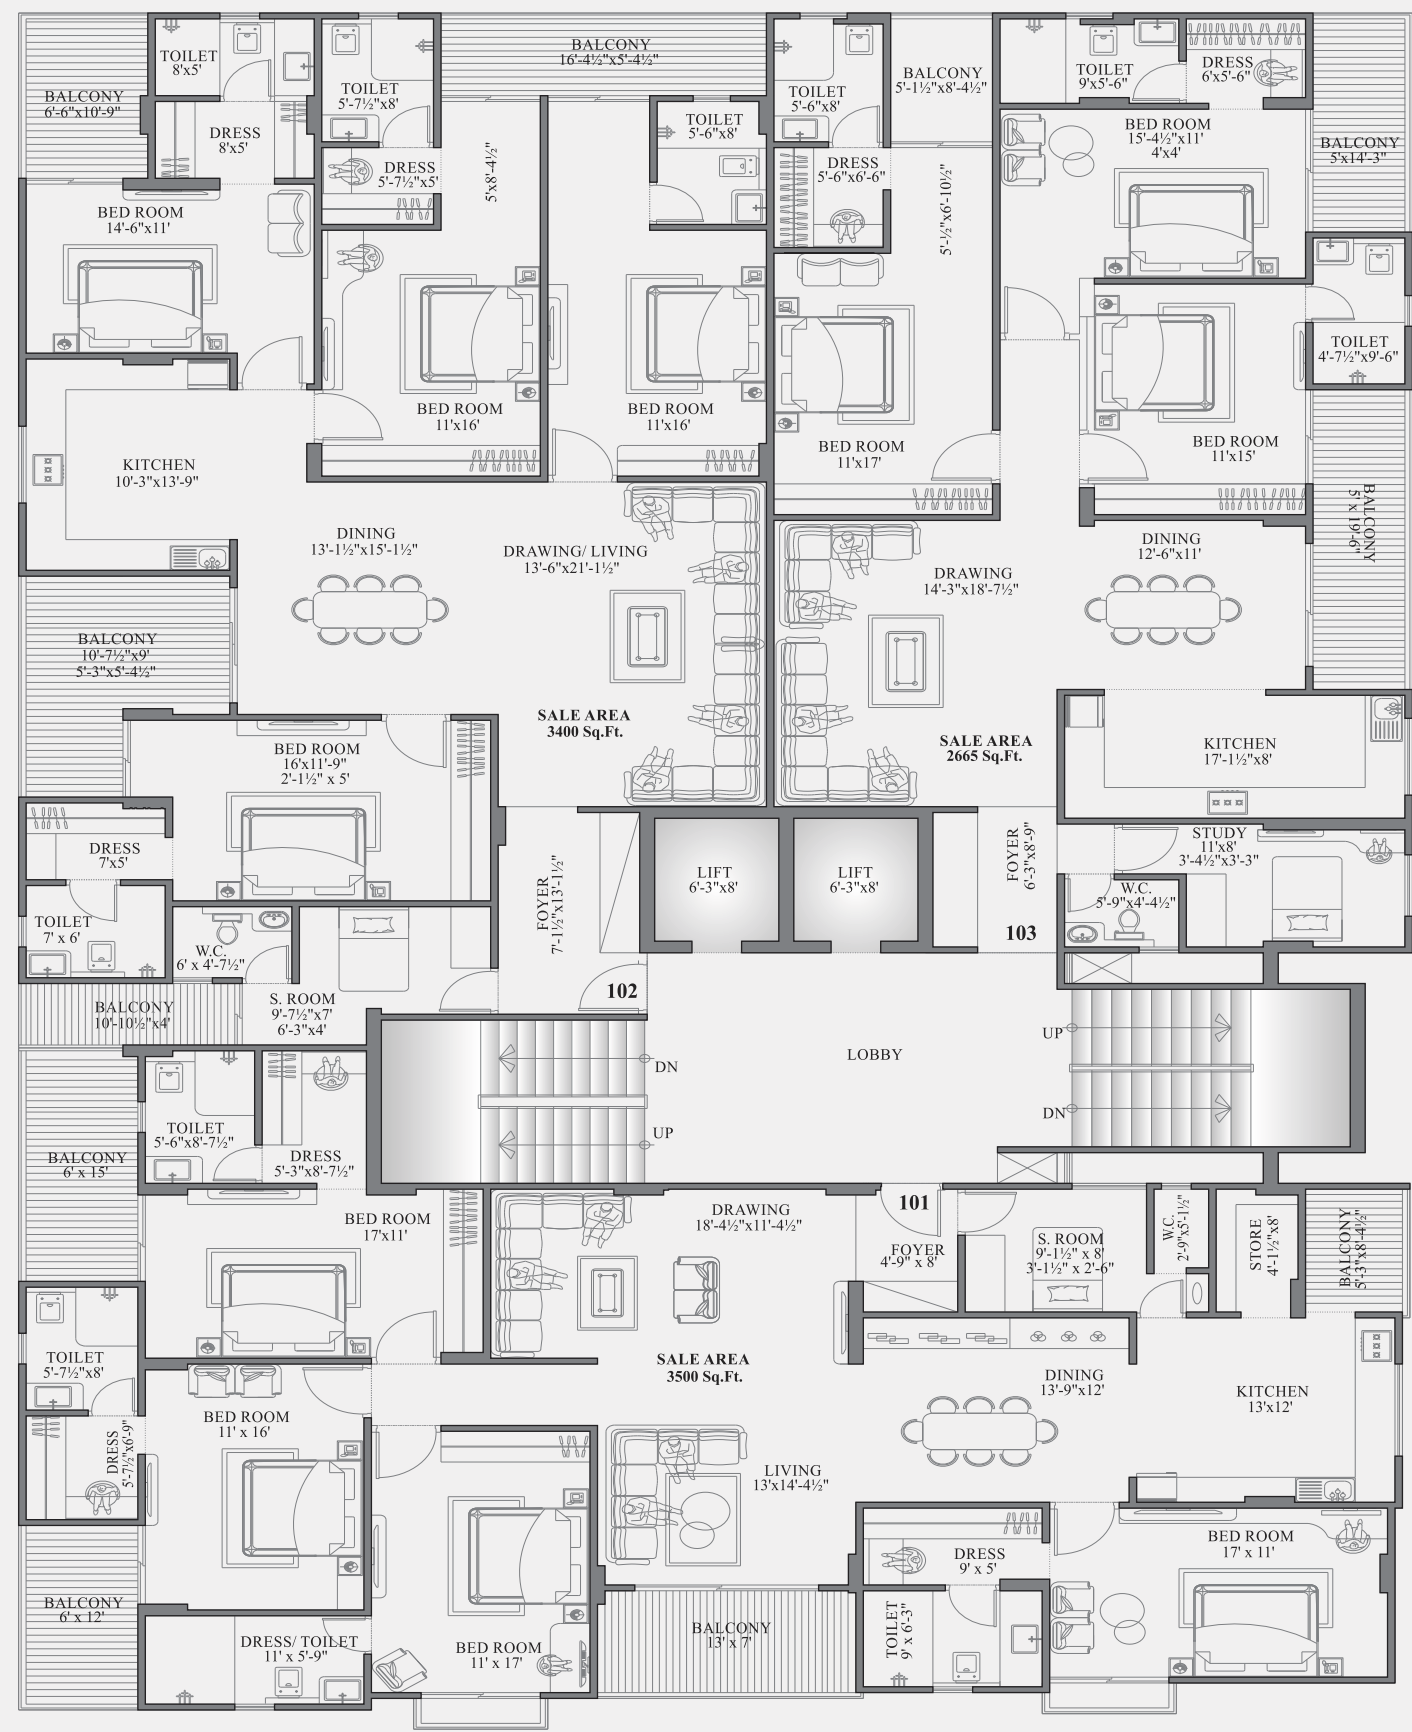 BALCONY
6'-6"x10'-9"
TOILET
8'x5'
DRESS
8'x5'
BED ROOM
14'-6"x11'
TOILET
5'-7½"x8'
DRESS
5'-7½"x5'
BALCONY
16'-4½"x5'-4½"
5'x8'-4½"
TOILET
5'-6"x8'
BED ROOM
11'x16'
BED ROOM
11'x16'
KITCHEN
10'-3"x13'-9"
DINING
13'-1½"x15'-1½"
DRAWING/ LIVING
13'-6"x21'-1½"
BALCONY
10'-7½"x9'
5'-3"x5'-4½"
SALE AREA
3400 Sq.Ft.
BED ROOM
16'x11'-9"
2'-1½" x 5'
DRESS
7'x5'
TOILET
7' x 6'
W.C.
6' x 4'-7½"
BALCONY
10'-10½"x4'
S. ROOM
9'-7½"x7'
6'-3"x4'
FOYER
7'-1½"x13'-1½"
102
TOILET
5'-6"x8'
BALCONY
5'-1½"x8'-4½"
DRESS
5'-6"x6'-6"
5'-½"x6'-10½"
TOILET
9'x5'-6"
DRESS
6'x5'-6"
BED ROOM
15'-4½"x11'
4'x4'
BALCONY
5'x14'-3"
TOILET
4'-7½"x9'-6"
BED ROOM
11'x17'
BED ROOM
11'x15'
BALCONY
5' x 19'-6"
DINING
12'-6"x11'
DRAWING
14'-3"x18'-7½"
SALE AREA
2665 Sq.Ft.
KITCHEN
17'-1½"x8'
STUDY
11'x8'
3'-4½"x3'-3"
W.C.
5'-9"x4'-4½"
FOYER
6'-3"x8'-9"
103
LIFT
6'-3"x8'
LIFT
6'-3"x8'
LOBBY
DN
UP
UP
DN
TOILET
5'-6"x8'-7½"
DRESS
5'-3"x8'-7½"
BALCONY
6' x 15'
BED ROOM
17'x11'
DRAWING
18'-4½"x11'-4½"
101
FOYER
4'-9" x 8'
S. ROOM
9'-1½" x 8'
3'-1½" x 2'-6"
W.C.
2'-9"x5'-1½"
STORE
4'-1½"x8'
BALCONY
5'-3"x8'-4½"
TOILET
5'-7½"x8'
SALE AREA
3500 Sq.Ft.
DINING
13'-9"x12'
KITCHEN
13'x12'
BED ROOM
11' x 16'
DRESS
5'-7½"x6'-9"
LIVING
13'x14'-4½"
BALCONY
6' x 12'
DRESS/ TOILET
11' x 5'-9"
BED ROOM
11' x 17'
BALCONY
13' x 7'
DRESS
9' x 5'
TOILET
9' x 6'-3"
BED ROOM
17' x 11'